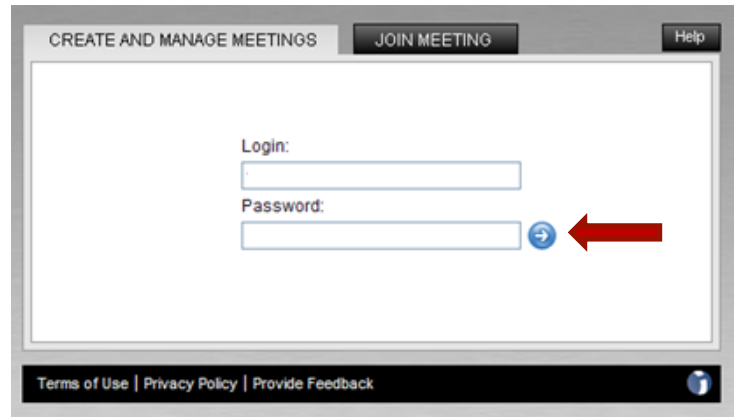 CREATE AND MANAGE MEETINGS JOIN MEETING Help
Login:
Password:
Terms of Use | Privacy Policy | Provide Feedback